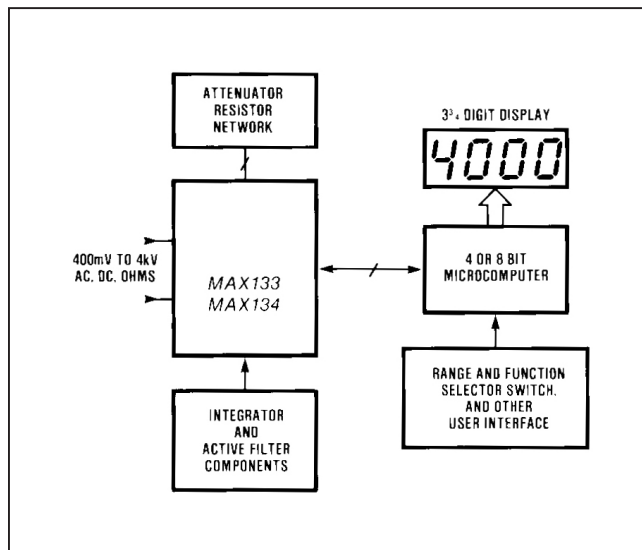 ATTENUATOR
RESISTOR
NETWORK
3¾ DIGIT DISPLAY
4000
400mV TO 4kV
AC, DC, OHMS
MAX133
MAX134
4 OR 8 BIT
MICROCOMPUTER
INTEGRATOR
AND
ACTIVE FILTER
COMPONENTS
RANGE AND FUNCTION
SELECTOR SWITCH,
AND OTHER
USER INTERFACE